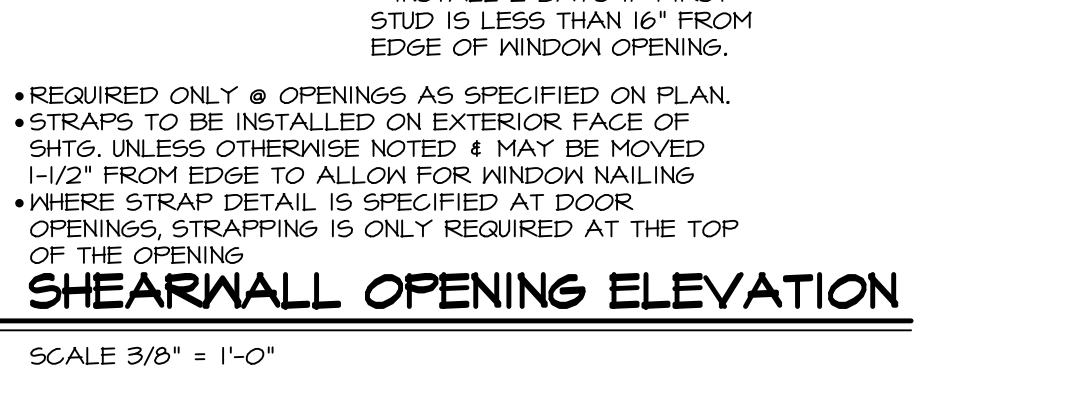 STUD IS LESS THAN 16" FROM
EDGE OF WINDOW OPENING.
• REQUIRED ONLY @ OPENINGS AS SPECIFIED ON PLAN.
• STRAPS TO BE INSTALLED ON EXTERIOR FACE OF
SHTG. UNLESS OTHERWISE NOTED & MAY BE MOVED
1-1/2" FROM EDGE TO ALLOW FOR WINDOW NAILING
• WHERE STRAP DETAIL IS SPECIFIED AT DOOR
OPENINGS, STRAPPING IS ONLY REQUIRED AT THE TOP
OF THE OPENING
SHEARWALL OPENING ELEVATION
SCALE 3/8" = 1'-0"